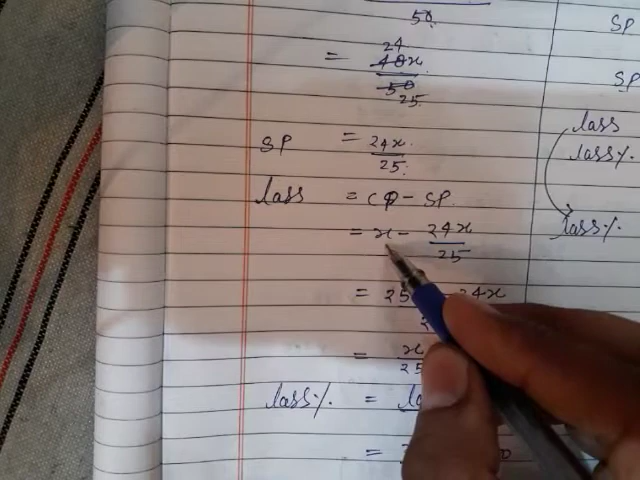 50
24
= 48x
50
25
SP = 24x
25
loss = CP - SP
= x - 24x
25
= 25 24x
2
= x
25
loss% = l
=
SP
SP
loss
loss%
loss%